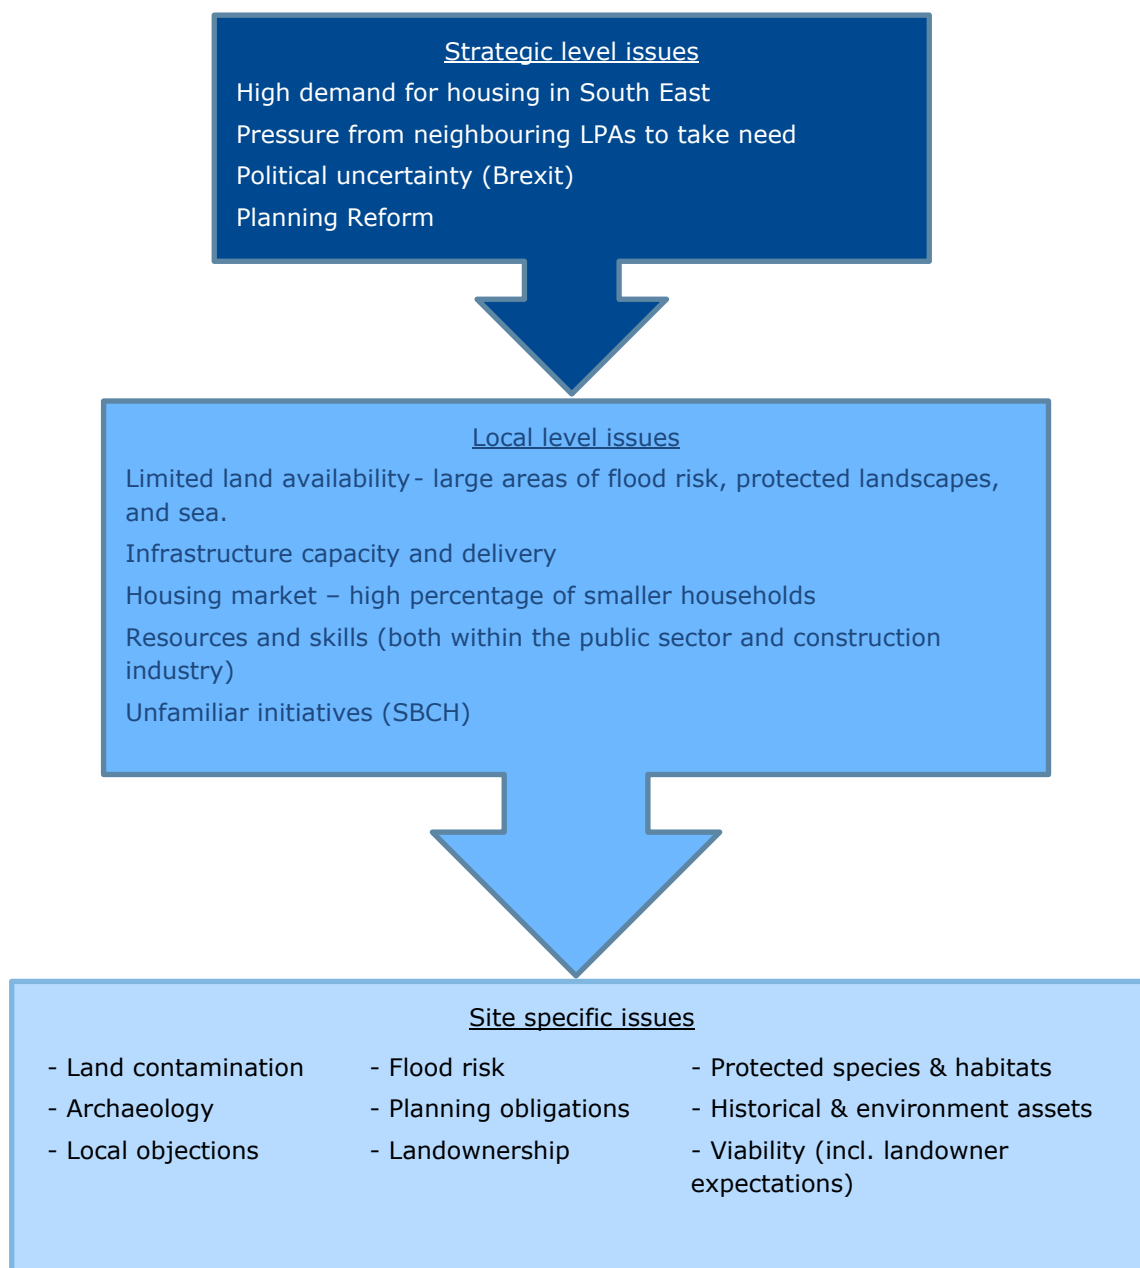 Strategic level issues
High demand for housing in South East
Pressure from neighbouring LPAs to take need
Political uncertainty (Brexit)
Planning Reform
Local level issues
Limited land availability- large areas of flood risk, protected landscapes,
and sea.
Infrastructure capacity and delivery
Housing market – high percentage of smaller households
Resources and skills (both within the public sector and construction
industry)
Unfamiliar initiatives (SBCH)
Site specific issues
- Land contamination
- Archaeology
- Local objections
- Flood risk
- Planning obligations
- Landownership
- Protected species & habitats
- Historical & environment assets
- Viability (incl. landowner
expectations)